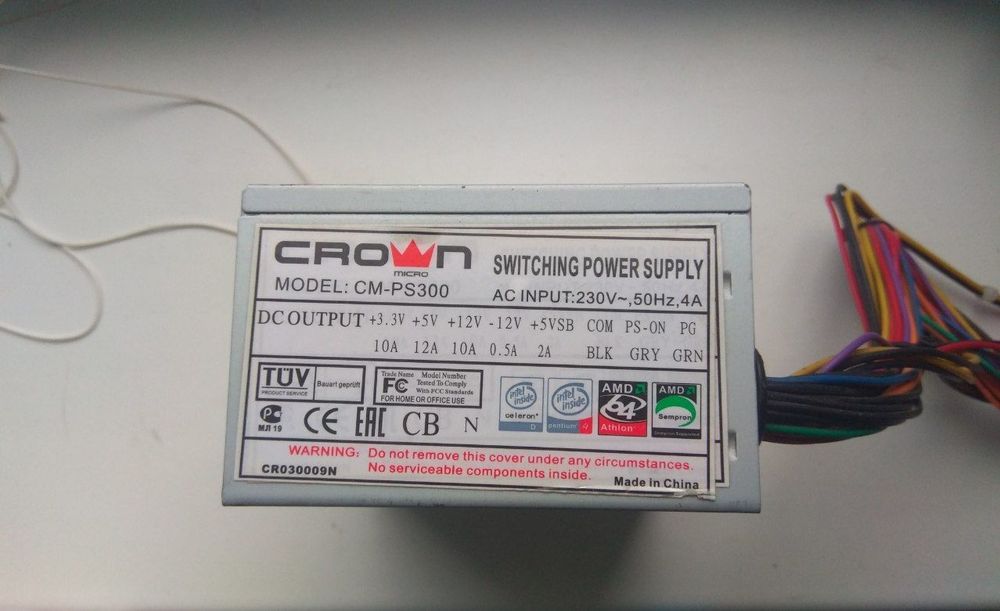 CROWN
MICRO
SWITCHING POWER SUPPLY
MODEL: CM-PS300
AC INPUT:230V~,50Hz,4A
DC OUTPUT +3.3V +5V +12V -12V +5VSB COM PS-ON PG
10A 12A 10A 0.5A 2A BLK GRY GRN
TÜV
PRODUCT SERVICE
Bauart geprüft
FC
Trade Name Model Number
Tested To Comply
With FCC Standards
FOR HOME OR OFFICE USE
intel inside
celeron D
intel inside
pentium 4
AMD
64
Athlon
AMD
Sempron
МЛ 19
CE EAC CB N
WARNING: Do not remove this cover under any circumstances.
No serviceable components inside.
CR030009N
Made in China